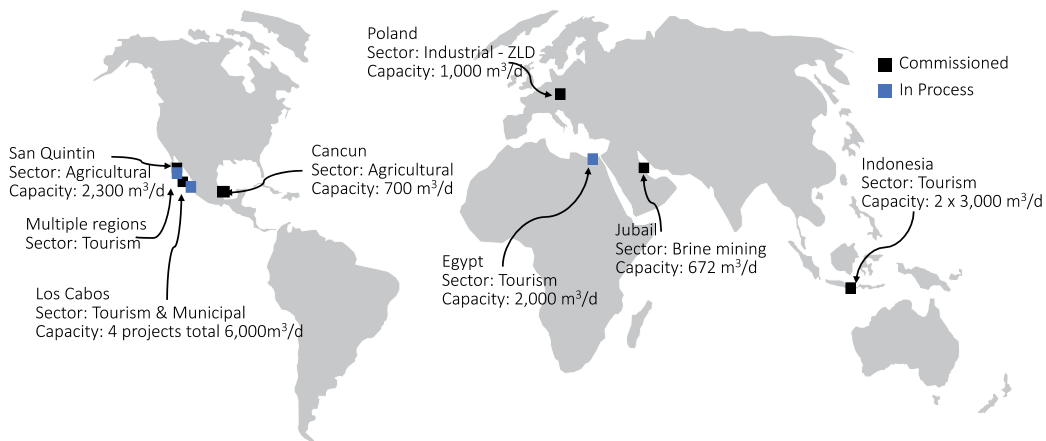 Poland
Sector: Industrial - ZLD
Capacity: 1,000 m³/d
Commissioned
In Process
San Quintin
Sector: Agricultural
Capacity: 2,300 m³/d
Cancun
Sector: Agricultural
Capacity: 700 m³/d
Indonesia
Sector: Tourism
Capacity: 2 x 3,000 m³/d
Multiple regions
Sector: Tourism
Jubail
Sector: Brine mining
Capacity: 672 m³/d
Egypt
Sector: Tourism
Capacity: 2,000 m³/d
Los Cabos
Sector: Tourism & Municipal
Capacity: 4 projects total 6,000m³/d